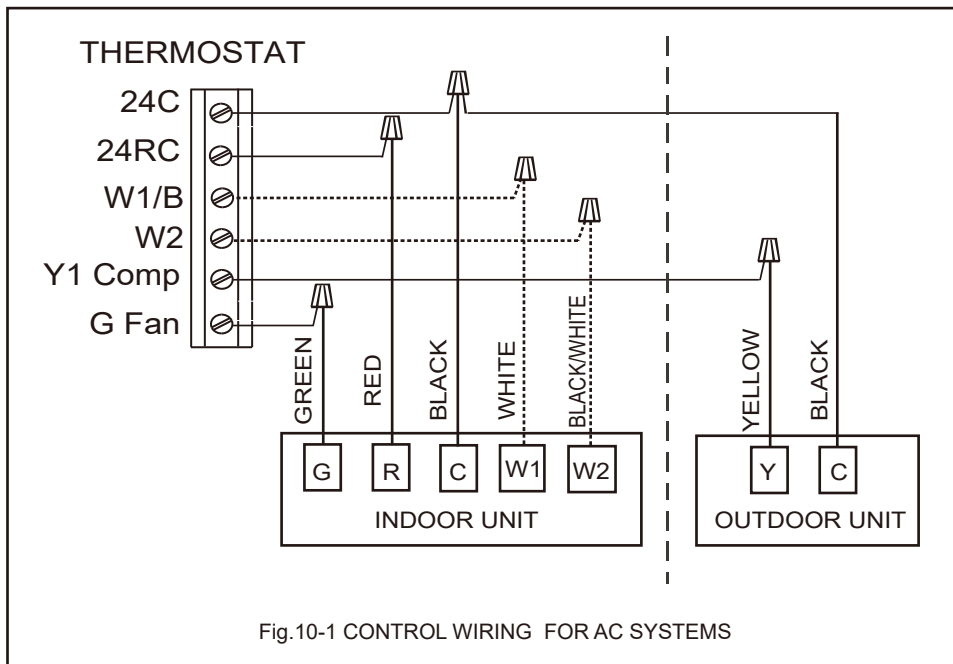 THERMOSTAT
24C
24RC
W1/B
W2
Y1 Comp
G Fan
GREEN
RED
BLACK
WHITE
BLACK/WHITE
YELLOW
BLACK
G R C W1 W2
Y C
INDOOR UNIT
OUTDOOR UNIT
Fig.10-1 CONTROL WIRING FOR AC SYSTEMS